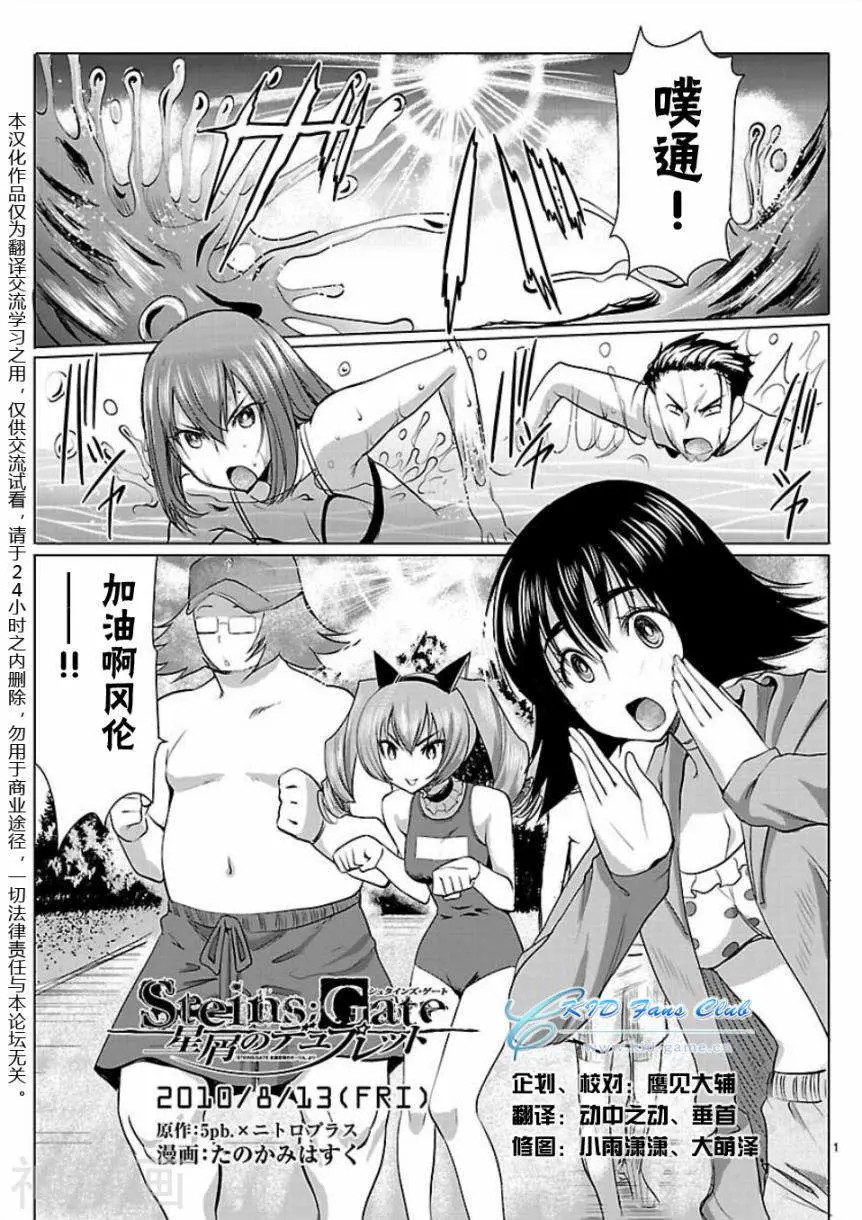 噗通！
加油啊冈伦
——!!
本汉化作品仅为翻译交流学习之用，仅供交流试看，请于24小时之内删除，勿用于商业途径，一切法律责任与本论坛无关。
シュタインズ・ゲート
Steins;Gate
星屑のデュプレット
2010/8/13(FRI)
原作:5pb.×ニトロプラス
漫画:たのかみはすく
KID Fans Club
企划、校对：鹰见大辅
翻译：动中之动、垂首
修图：小雨潇潇、大萌泽
1